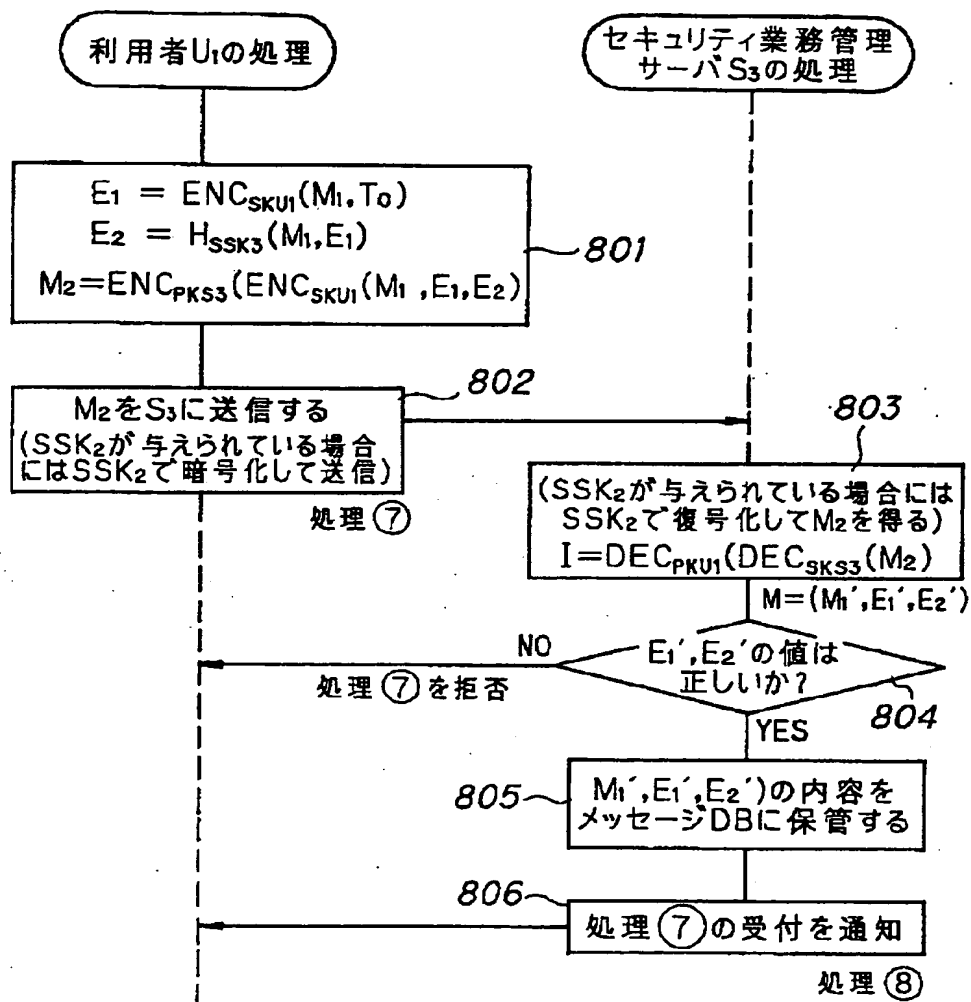 利用者U₁の処理
セキュリティ業務管理
サーバS₃の処理
E₁ = ENC_SKU1(M₁,T₀)
E₂ = H_SSK3(M₁,E₁)
M₂=ENC_PKS3(ENC_SKU1(M₁,E₁,E₂)
801
802
M₂をS₃に送信する
(SSK₂が与えられている場合
にはSSK₂で暗号化して送信)
処理⑦
803
(SSK₂が与えられている場合には
SSK₂で復号化してM₂を得る)
I=DEC_PKU1(DEC_SKS3(M₂)
M=(M₁′,E₁′,E₂′)
NO
処理⑦を拒否
E₁′,E₂′の値は
正しいか?
804
YES
805
M₁′,E₁′,E₂′)の内容を
メッセージDBに保管する
806
処理⑦の受付を通知
処理⑧